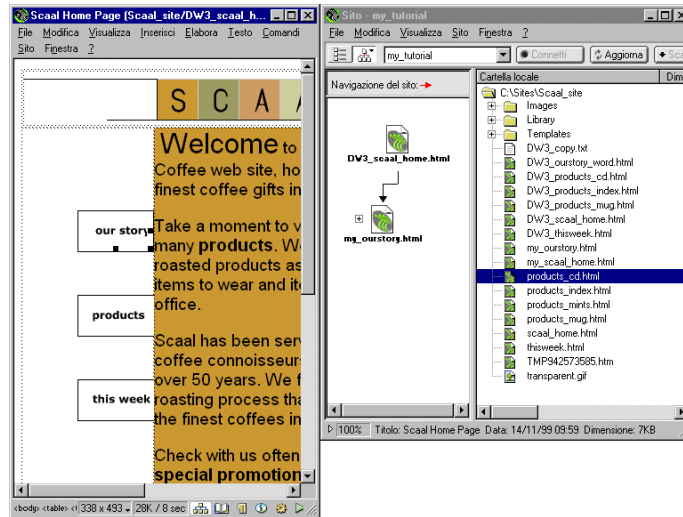 Scaal Home Page (Scaal_site/DW3_scaal_h...
File Modifica Visualizza Inserisci Elabora Testo Comandi
Sito Finestra ?
S C A A
Welcome to
Coffee web site, ho
finest coffee gifts in
our story
Take a moment to v
many products. We
roasted products as
items to wear and ite
office.
products
Scaal has been serv
coffee connoisseurs
over 50 years. We f
roasting process tha
the finest coffees in
this week
Check with us often
special promotion
<body> <table> <t 338 x 493 28K / 8 sec
Sito - my_tutorial
File Modifica Visualizza Sito Finestra ?
my_tutorial Connetti Aggiorna Sca
Navigazione del sito:
DW3_scaal_home.html
my_ourstory.html
Cartella locale Dim
C:\Sites\Scaal_site
Images
Library
Templates
DW3_copy.txt
DW3_ourstory_word.html
DW3_products_cd.html
DW3_products_index.html
DW3_products_mug.html
DW3_scaal_home.html
DW3_thisweek.html
my_ourstory.html
my_scaal_home.html
products_cd.html
products_index.html
products_mints.html
products_mug.html
scaal_home.html
thisweek.html
TMP942573585.htm
transparent.gif
100% Titolo: Scaal Home Page Data: 14/11/99 09:59 Dimensione: 7KB